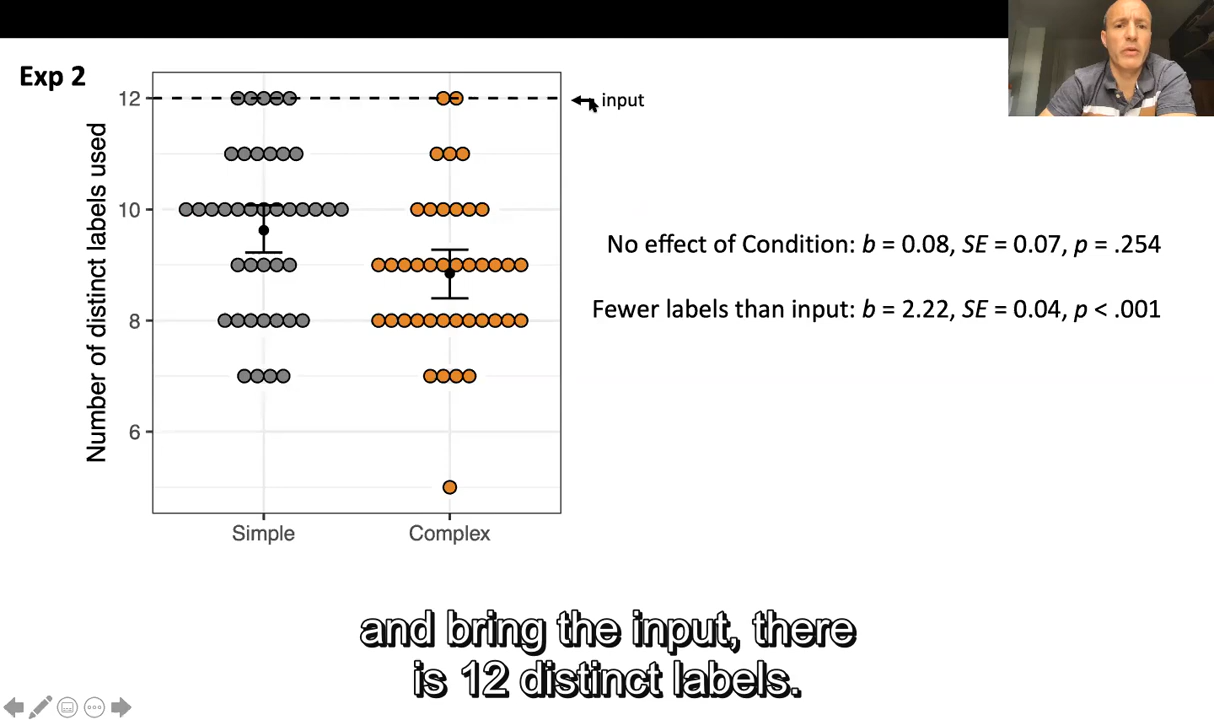 Exp 2
Number of distinct labels used
12
10
8
6
Simple
Complex
input
No effect of Condition: b = 0.08, SE = 0.07, p = .254
Fewer labels than input: b = 2.22, SE = 0.04, p < .001
and bring the input, there
is 12 distinct labels.